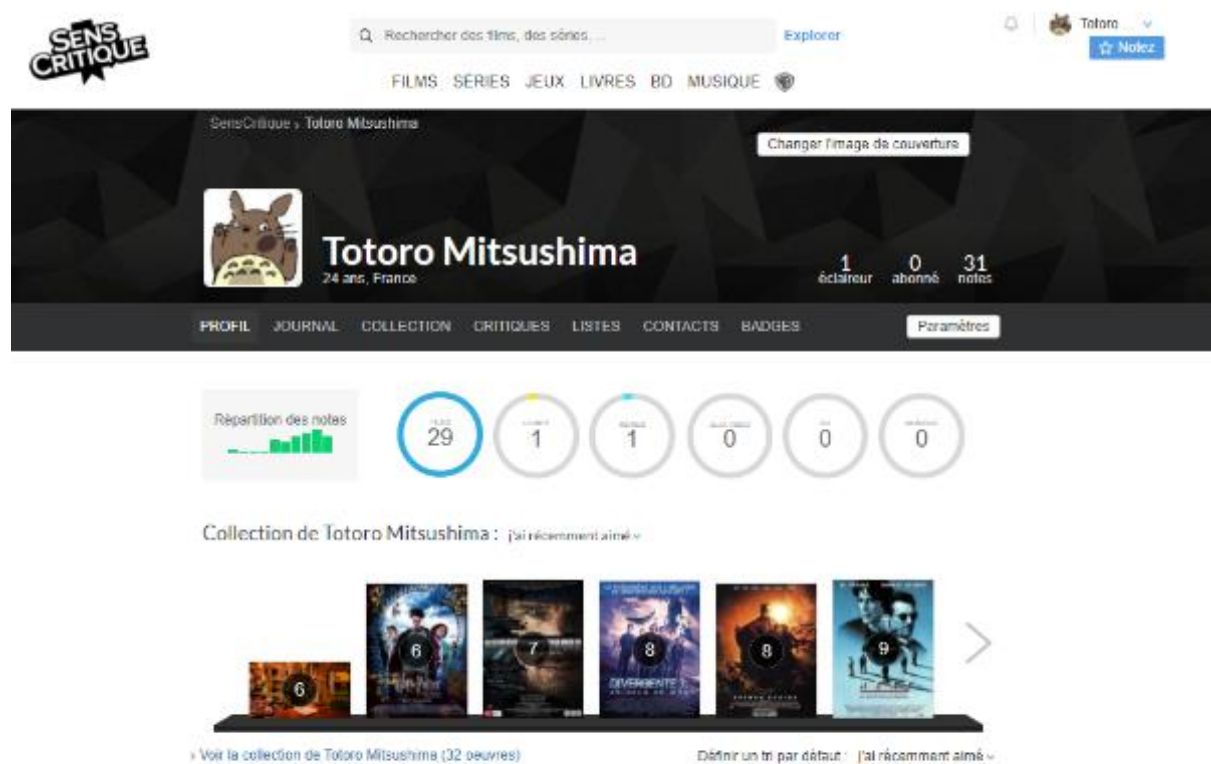 SENS CRITIQUE
Rechercher des films, des séries, ...
Explorer
Totoro ...
Notez
FILMS SÉRIES JEUX LIVRES BD MUSIQUE
SensCritique › Totoro Mitsushima
Changer l'image de couverture
Totoro Mitsushima
24 ans, France
1 0 31
éclaireur abonné notes
PROFIL JOURNAL COLLECTION CRITIQUES LISTES CONTACTS BADGES Paramètres
Répartition des notes
29 1 1 0 0 0
Collection de Totoro Mitsushima : j'ai récemment aimé
6 6 7 8 8 9
DIVERGENTE 3
› Voir la collection de Totoro Mitsushima (32 oeuvres) Définir un tri par défaut : j'ai récemment aimé